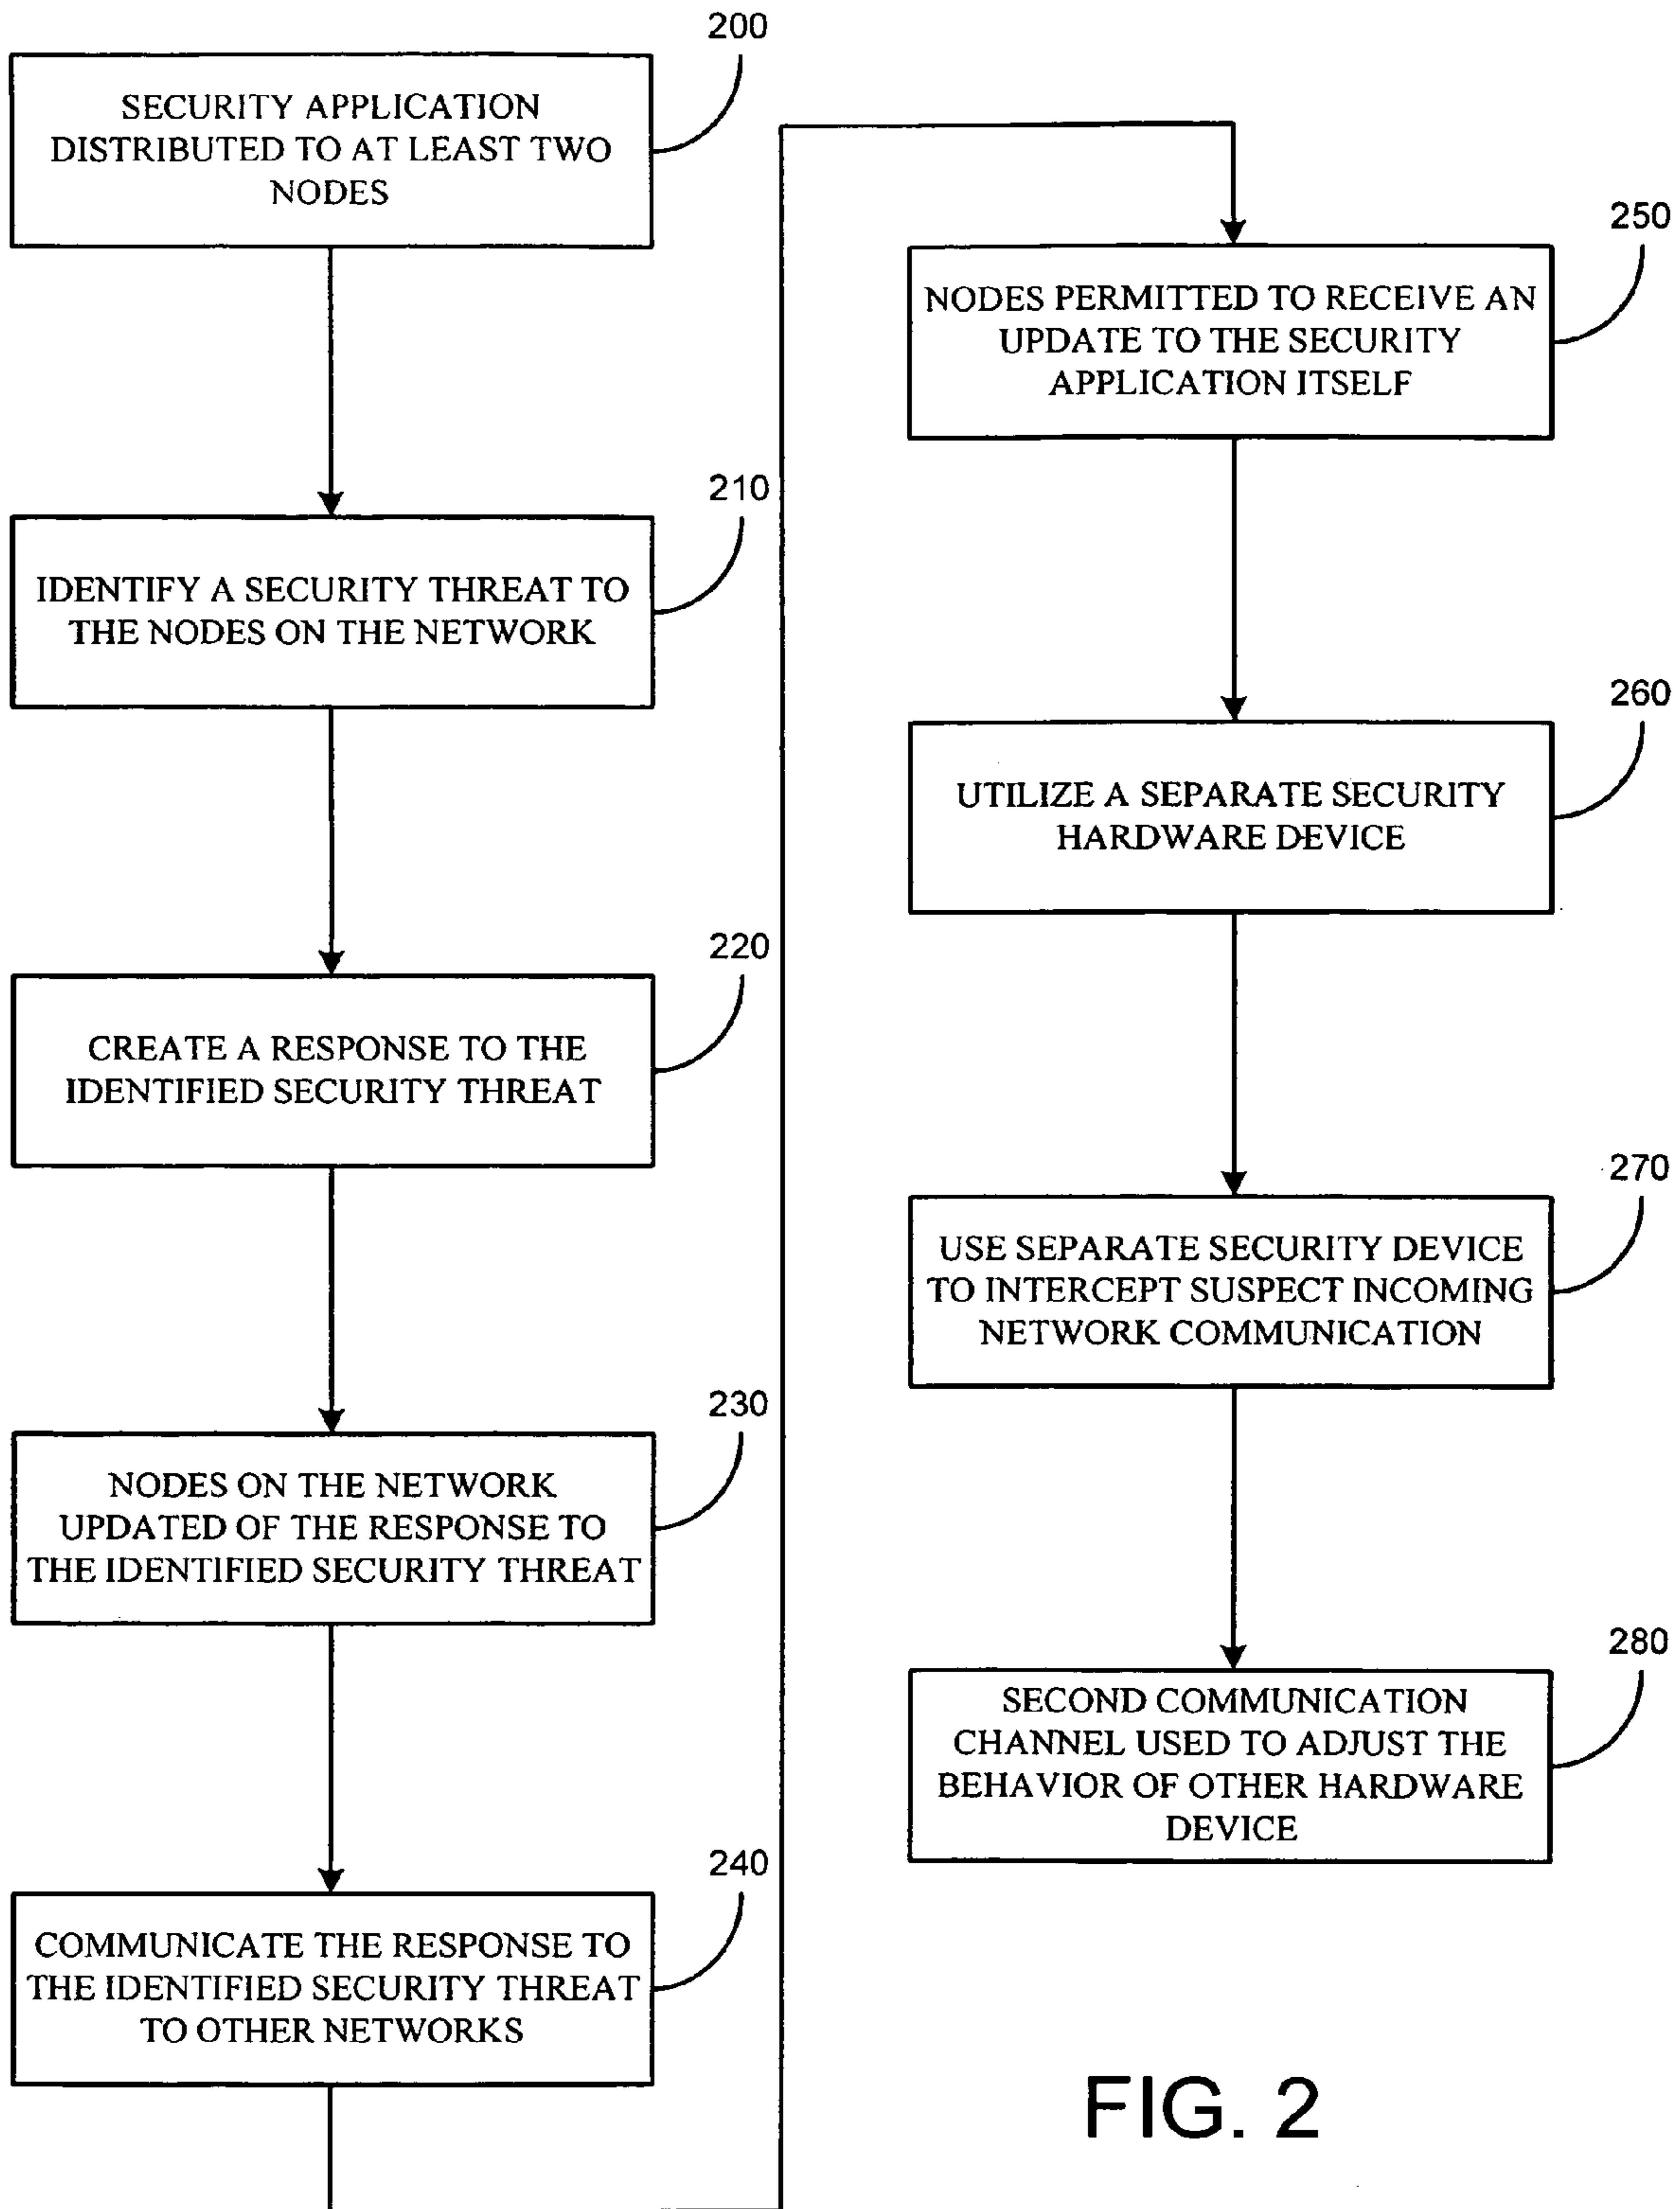 200
SECURITY APPLICATION
DISTRIBUTED TO AT LEAST TWO
NODES
210
IDENTIFY A SECURITY THREAT TO
THE NODES ON THE NETWORK
220
CREATE A RESPONSE TO THE
IDENTIFIED SECURITY THREAT
230
NODES ON THE NETWORK
UPDATED OF THE RESPONSE TO
THE IDENTIFIED SECURITY THREAT
240
COMMUNICATE THE RESPONSE TO
THE IDENTIFIED SECURITY THREAT
TO OTHER NETWORKS
250
NODES PERMITTED TO RECEIVE AN
UPDATE TO THE SECURITY
APPLICATION ITSELF
260
UTILIZE A SEPARATE SECURITY
HARDWARE DEVICE
270
USE SEPARATE SECURITY DEVICE
TO INTERCEPT SUSPECT INCOMING
NETWORK COMMUNICATION
280
SECOND COMMUNICATION
CHANNEL USED TO ADJUST THE
BEHAVIOR OF OTHER HARDWARE
DEVICE
FIG. 2